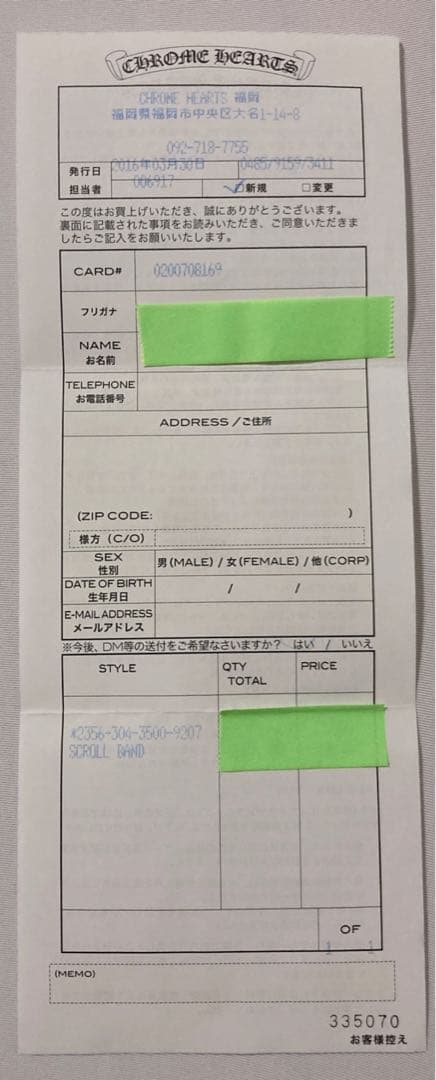 CHROME HEARTS
CHROME HEARTS 福岡
福岡県福岡市中央区大名1-14-8
092-718-7755
発行日 2016年03月30日 0485/9159/3411
担当者 006917 ☑新規 □変更
この度はお買上げいただき、誠にありがとうございます。
裏面に記載された事項をお読みいただき、ご同意いただきま
したらご記入をお願いいたします。
CARD# 0200708169
フリガナ
NAME
お名前
TELEPHONE
お電話番号
ADDRESS /ご住所
(ZIP CODE: )
様方 (C/O)
SEX
性別
男(MALE) / 女(FEMALE) / 他(CORP)
DATE OF BIRTH
生年月日
/ /
E-MAIL ADDRESS
メールアドレス
※今後、DM等の送付をご希望なさいますか? はい / いいえ
STYLE QTY TOTAL PRICE
*2356-304-3500-9207
SCROLL BAND
OF
1 1
(MEMO)
335070
お客様控え